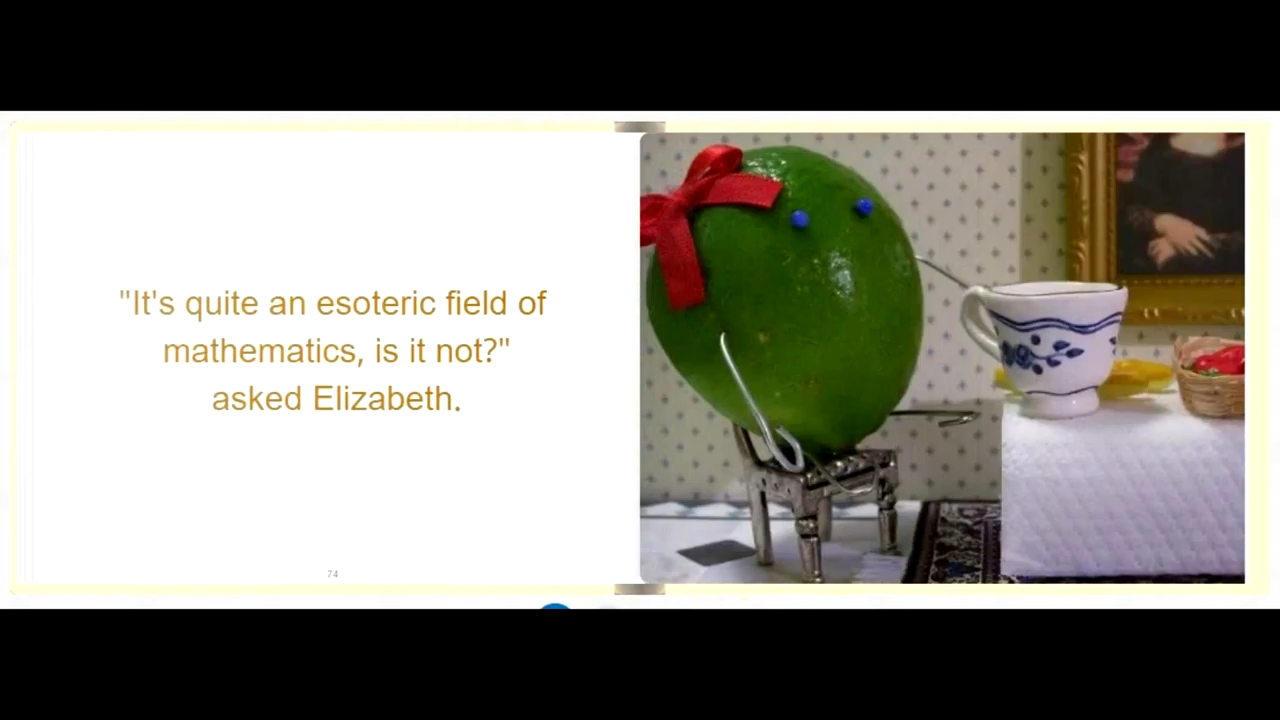 "It's quite an esoteric field of
mathematics, is it not?"
asked Elizabeth.
74